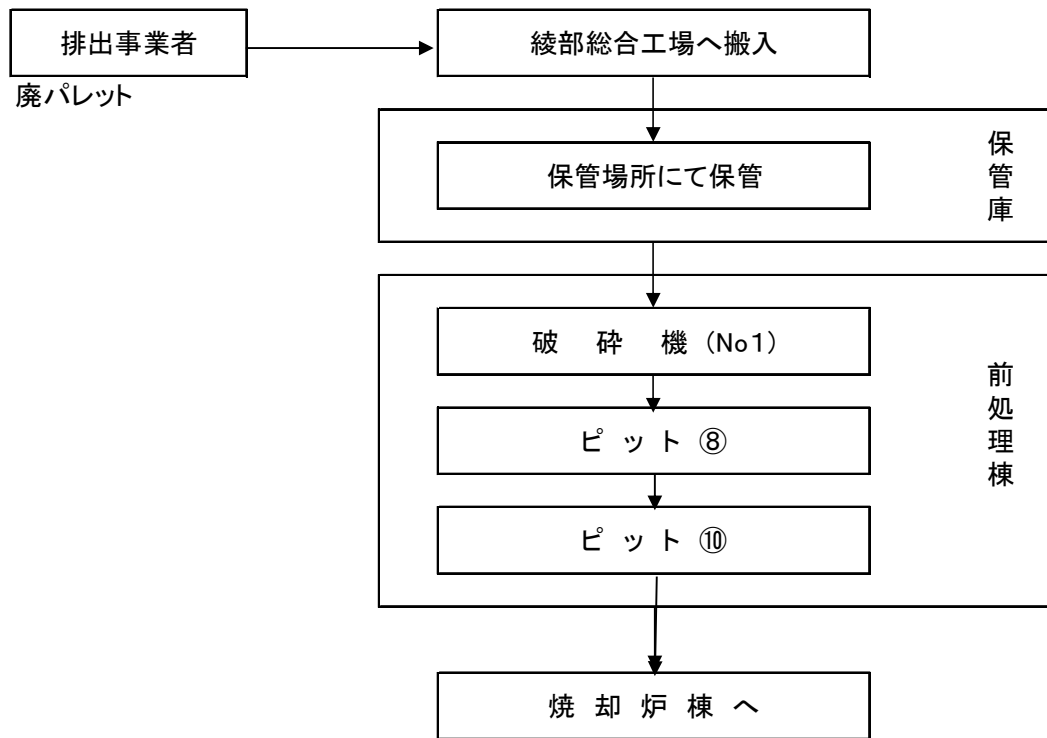 排出事業者
綾部総合工場へ搬入
廃パレット
保管場所にて保管
保管庫
破 砕 機 (No1)
ピ ッ ト ⑧
ピ ッ ト ⑩
前処理棟
焼 却 炉 棟 へ